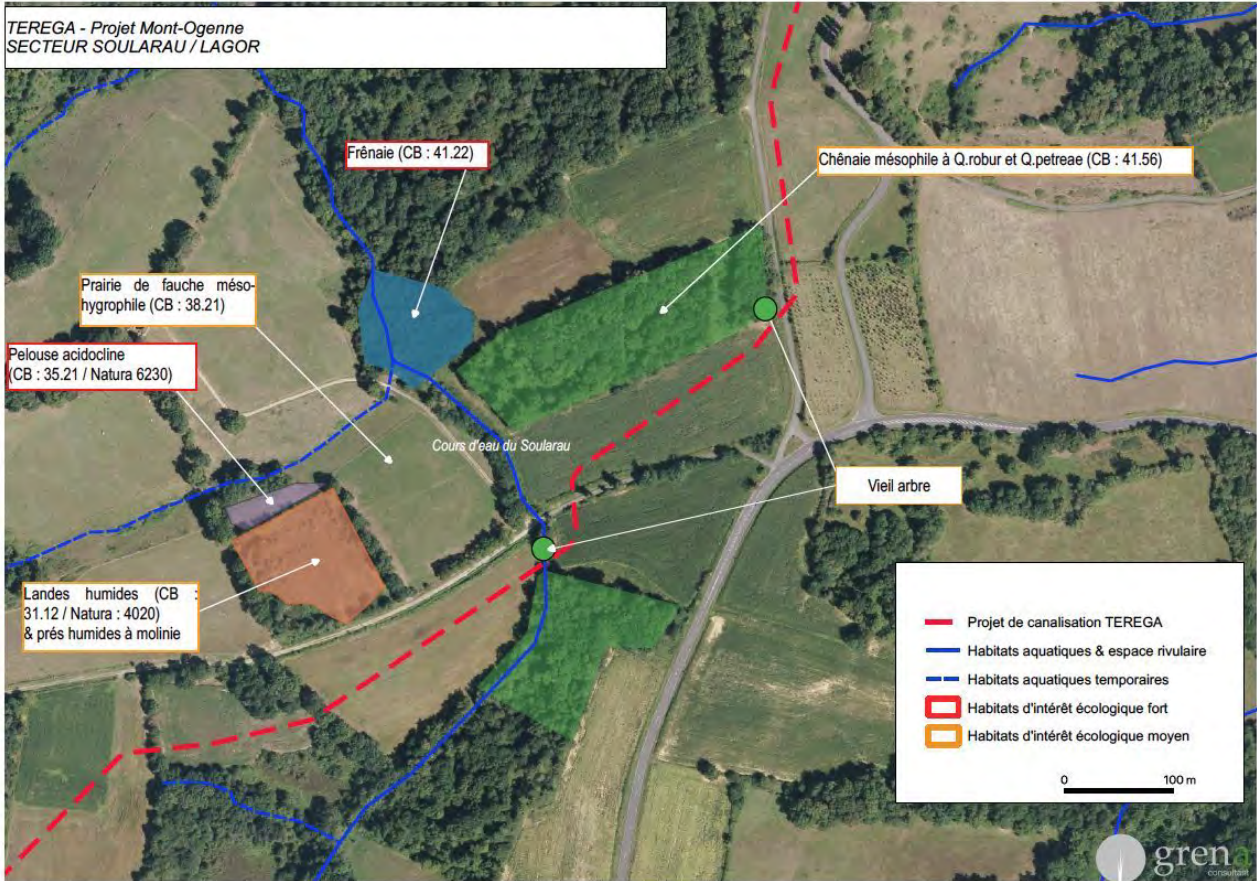 TEREGA - Projet Mont-Ogenne
SECTEUR SOULARAU / LAGOR
Frênaie (CB : 41.22)
Chênaie mésophile à Q.robur et Q.petreae (CB : 41.56)
Prairie de fauche méso-
hygrophile (CB : 38.21)
Pelouse acidocline
(CB : 35.21 / Natura 6230)
Cours d'eau du Soularau
Vieil arbre
Landes humides (CB :
31.12 / Natura : 4020)
& prés humides à molinie
Projet de canalisation TEREGA
Habitats aquatiques & espace rivulaire
Habitats aquatiques temporaires
Habitats d'intérêt écologique fort
Habitats d'intérêt écologique moyen
0 100 m
grena
consultant